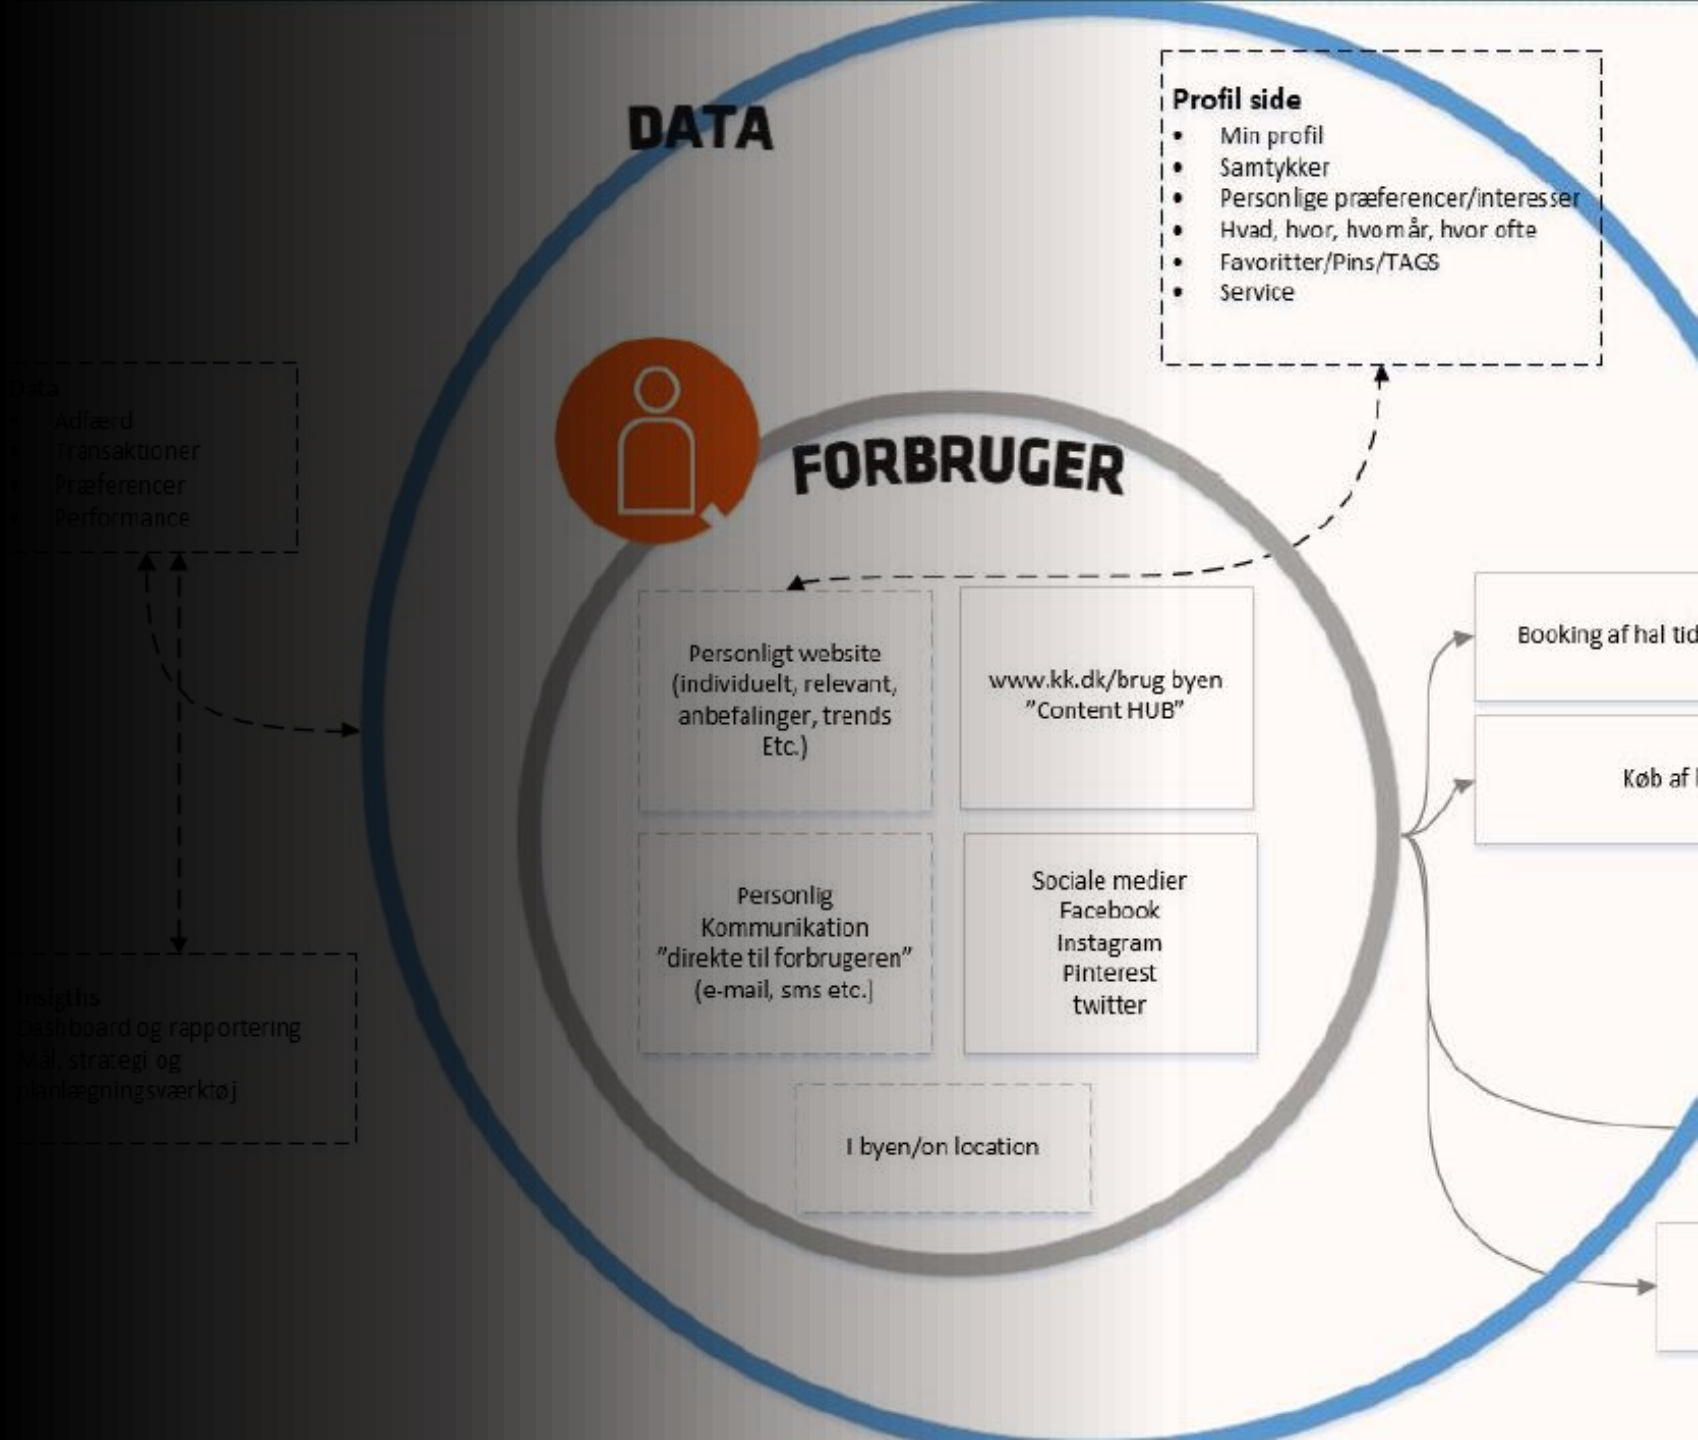 DATA
Profil side
• Min profil
• Samtykker
• Personlige præferencer/interesser
• Hvad, hvor, hvornår, hvor ofte
• Favoritter/Pins/TAGS
• Service
Data
• Adfærd
• Transaktioner
• Præferencer
• Performance
FORBRUGER
Personligt website
(individuelt, relevant,
anbefalinger, trends
Etc.)
www.kk.dk/brug byen
"Content HUB"
Booking af hal tid
Køb af
Personlig
Kommunikation
"direkte til forbrugeren"
(e-mail, sms etc.)
Sociale medier
Facebook
Instagram
Pinterest
twitter
Insigths
Dashboard og rapportering
Mål, strategi og
planlægningsværktøj
I byen/on location